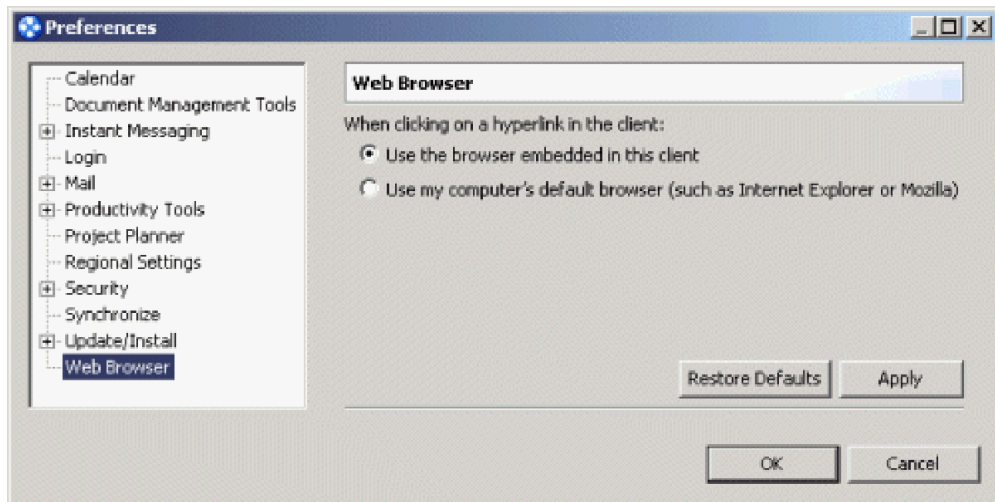 Preferences
Calendar
Document Management Tools
Instant Messaging
Login
Mail
Productivity Tools
Project Planner
Regional Settings
Security
Synchronize
Update/Install
Web Browser
Web Browser
When clicking on a hyperlink in the client:
Use the browser embedded in this client
Use my computer's default browser (such as Internet Explorer or Mozilla)
Restore Defaults
Apply
OK
Cancel